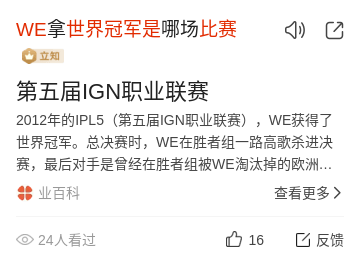 WE拿世界冠军是哪场比赛
立知
第五届IGN职业联赛
2012年的IPL5（第五届IGN职业联赛），WE获得了
世界冠军。总决赛时，WE在胜者组一路高歌杀进决
赛，最后对手是曾经在胜者组被WE淘汰掉的欧洲…
业百科
查看更多
24人看过
16
反馈